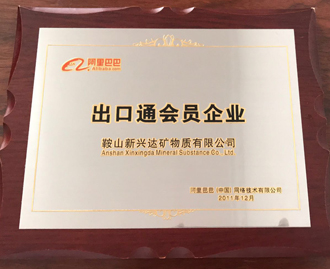 阿里巴巴
Alibaba.com
出口通会员企业
鞍山新兴达矿物质有限公司
Anshan Xinxingda Mineral Substance Co., Ltd.
阿里巴巴（中国）网络技术有限公司
2011年12月